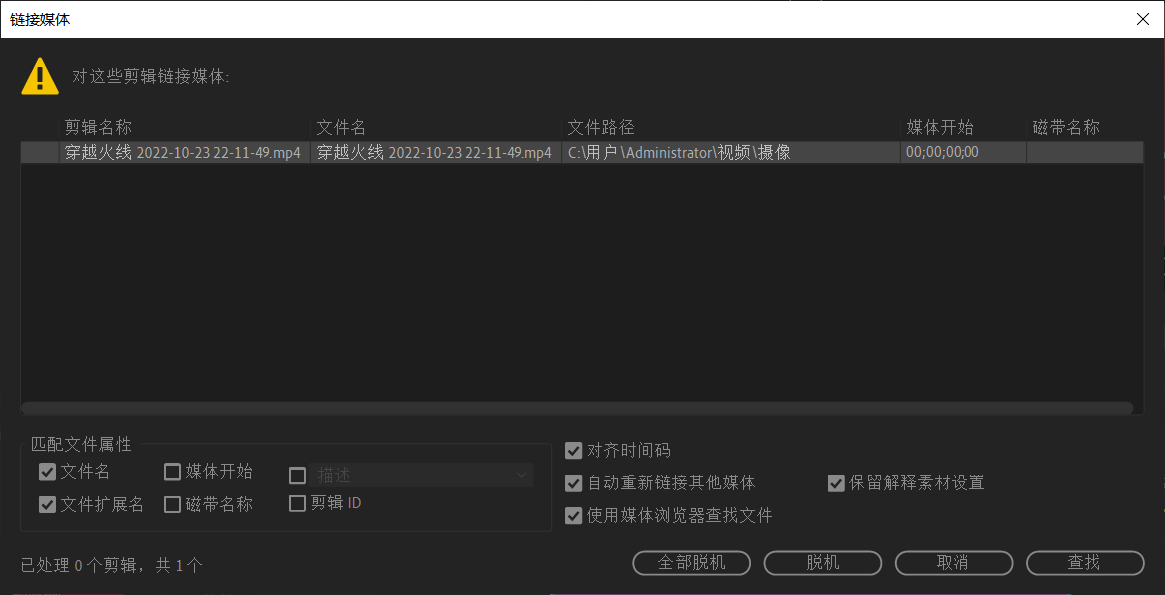 链接媒体
对这些剪辑链接媒体:
剪辑名称 文件名 文件路径 媒体开始 磁带名称
穿越火线 2022-10-23 22-11-49.mp4 穿越火线 2022-10-23 22-11-49.mp4 C:\用户\Administrator\视频\摄像 00;00;00;00
匹配文件属性
文件名 媒体开始 描述
文件扩展名 磁带名称 剪辑 ID
对齐时间码
自动重新链接其他媒体 保留解释素材设置
使用媒体浏览器查找文件
已处理 0 个剪辑，共 1 个
全部脱机 脱机 取消 查找